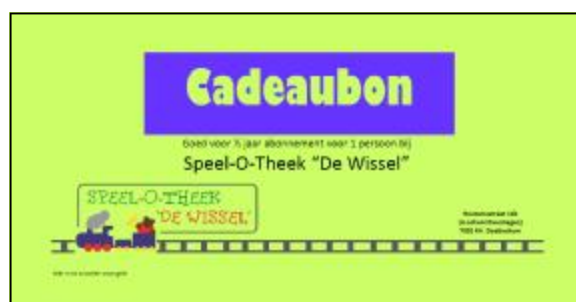 Cadeaubon
Goed voor ½ jaar abonnement voor 1 persoon bij
Speel-O-Theek "De Wissel"
SPEEL-O-THEEK
'DE WISSEL'
Doetinchem